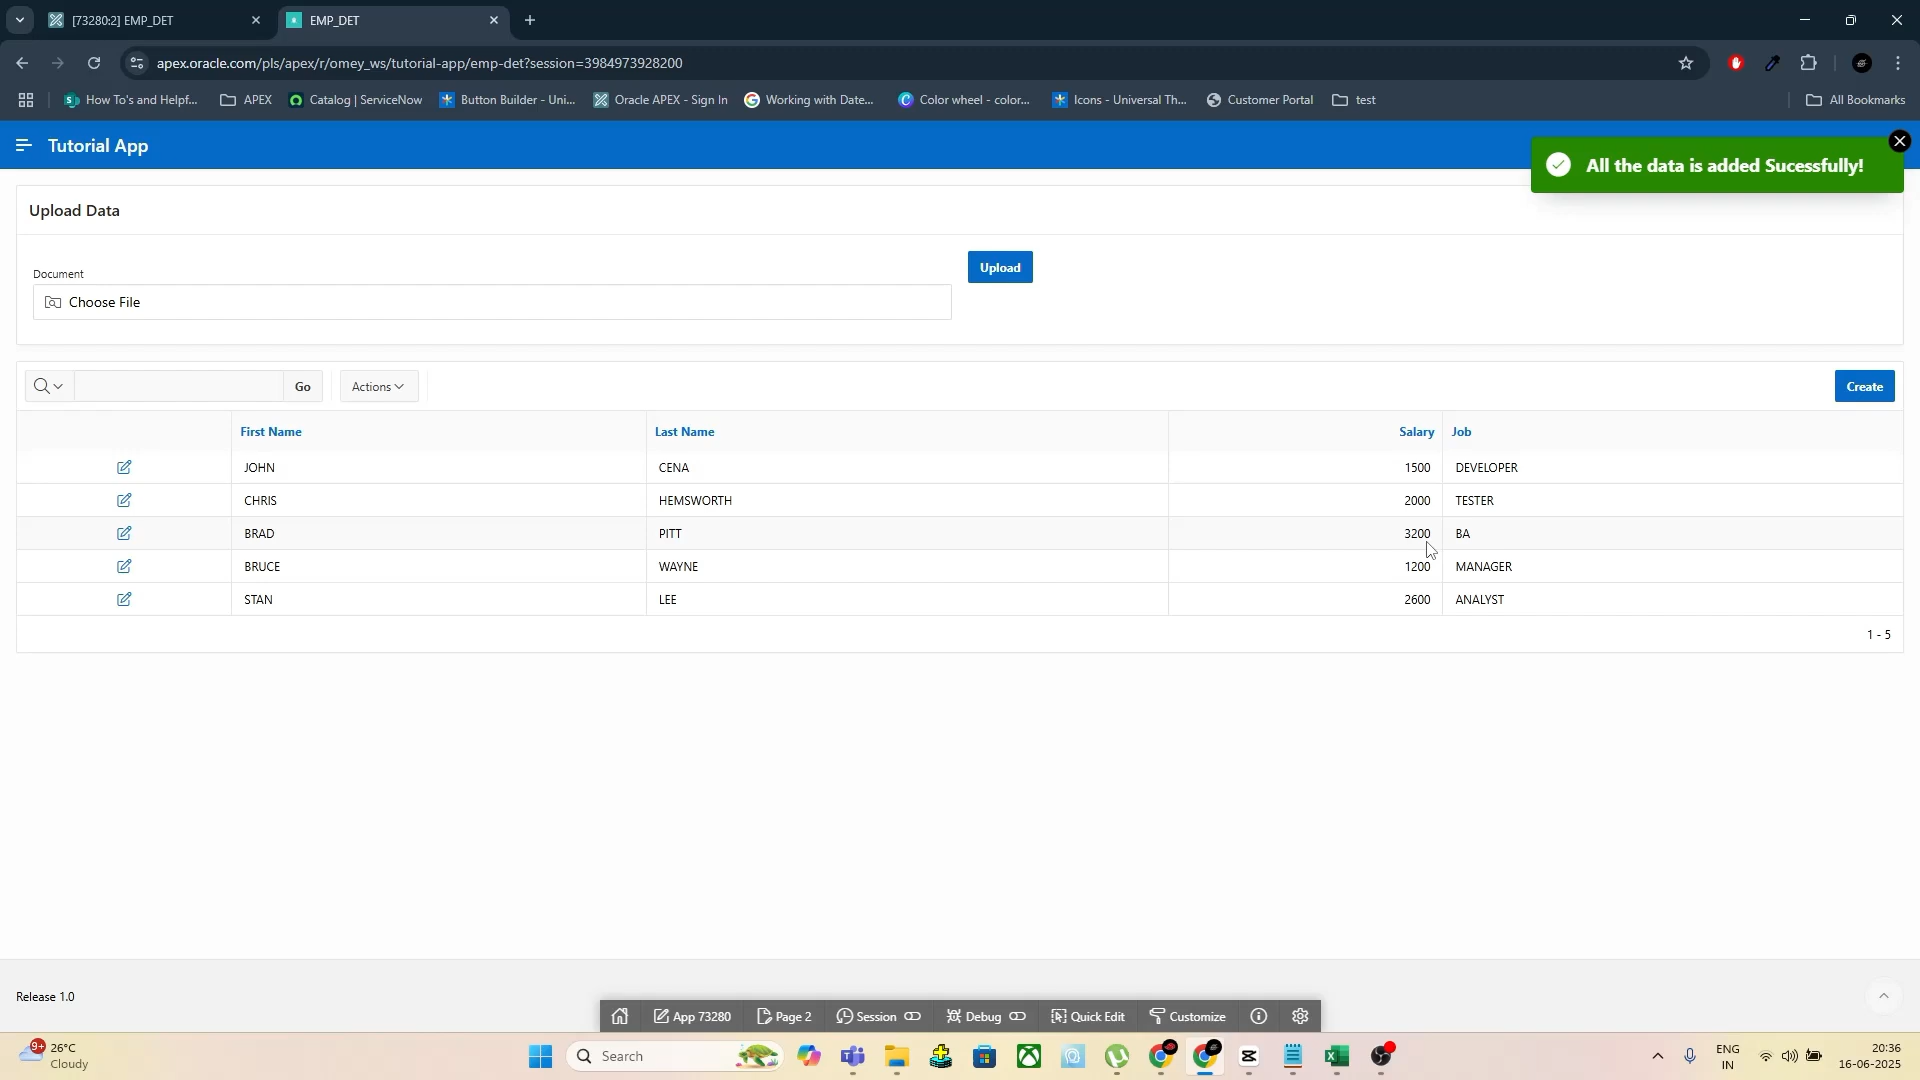 [73280:2] EMP_DET
EMP_DET
apex.oracle.com/pls/apex/r/omey_ws/tutorial-app/emp-det?session=3984973928200
How To's and Helpf...
APEX
Catalog | ServiceNow
Button Builder - Uni...
Oracle APEX - Sign In
Working with Date...
Color wheel - color...
Icons - Universal Th...
Customer Portal
test
All Bookmarks
Tutorial App
All the data is added Sucessfully!
Upload Data
Upload
Document
Choose File
Go
Actions
Create
First Name Last Name Salary Job
JOHN CENA 1500 DEVELOPER
CHRIS HEMSWORTH 2000 TESTER
BRAD PITT 3200 BA
BRUCE WAYNE 1200 MANAGER
STAN LEE 2600 ANALYST
1 - 5
Release 1.0
App 73280
Page 2
Session
Debug
Quick Edit
Customize
9+
26°C
Cloudy
Search
ENG
IN
20:36
16-06-2025